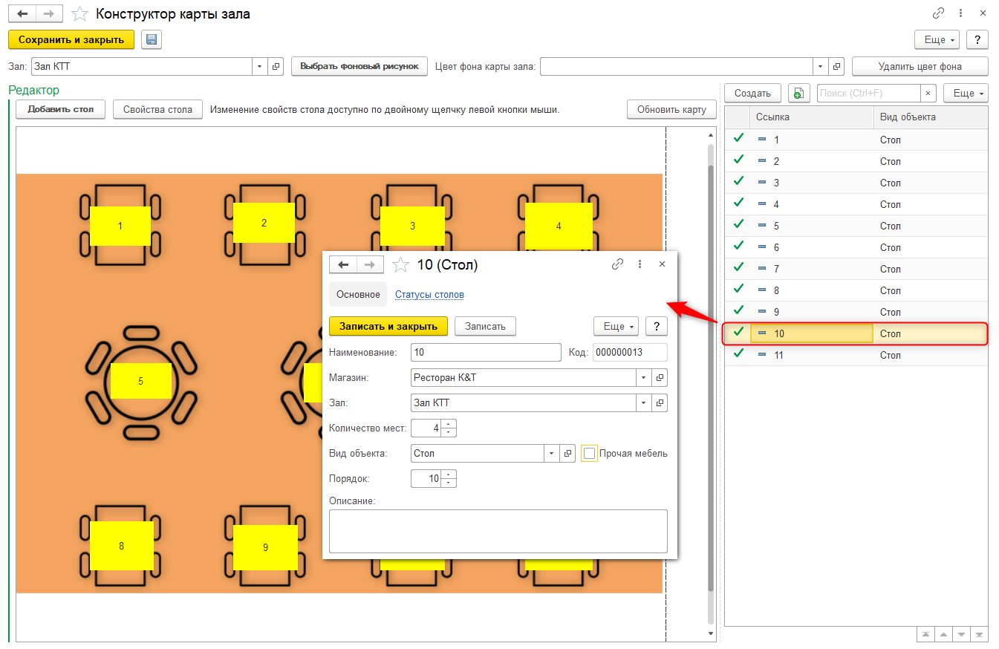 Конструктор карты зала
Сохранить и закрыть
Еще
?
Зал: Зал КТТ
Выбрать фоновый рисунок
Цвет фона карты зала:
Удалить цвет фона
Редактор
Добавить стол
Свойства стола
Изменение свойств стола доступно по двойному щелчку левой кнопки мыши.
Обновить карту
1
2
3
4
5
8
9
10 (Стол)
Основное
Статусы столов
Записать и закрыть
Записать
Еще
?
Наименование: 10
Код: 000000013
Магазин: Ресторан К&Т
Зал: Зал КТТ
Количество мест: 4
Вид объекта: Стол
Прочая мебель
Порядок: 10
Описание:
Создать
Поиск (Ctrl+F)
×
Еще
Ссылка Вид объекта
1 Стол
2 Стол
3 Стол
4 Стол
5 Стол
6 Стол
7 Стол
8 Стол
9 Стол
10 Стол
11 Стол